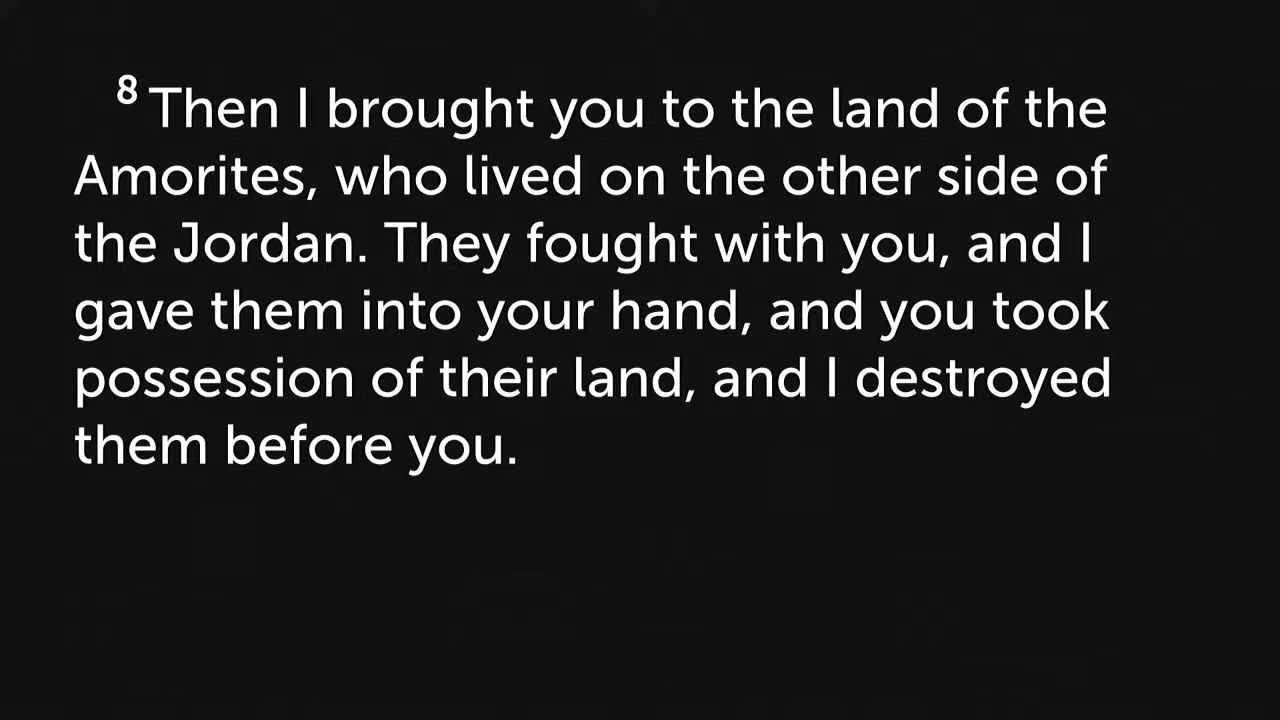 8 Then I brought you to the land of the
Amorites, who lived on the other side of
the Jordan. They fought with you, and I
gave them into your hand, and you took
possession of their land, and I destroyed
them before you.